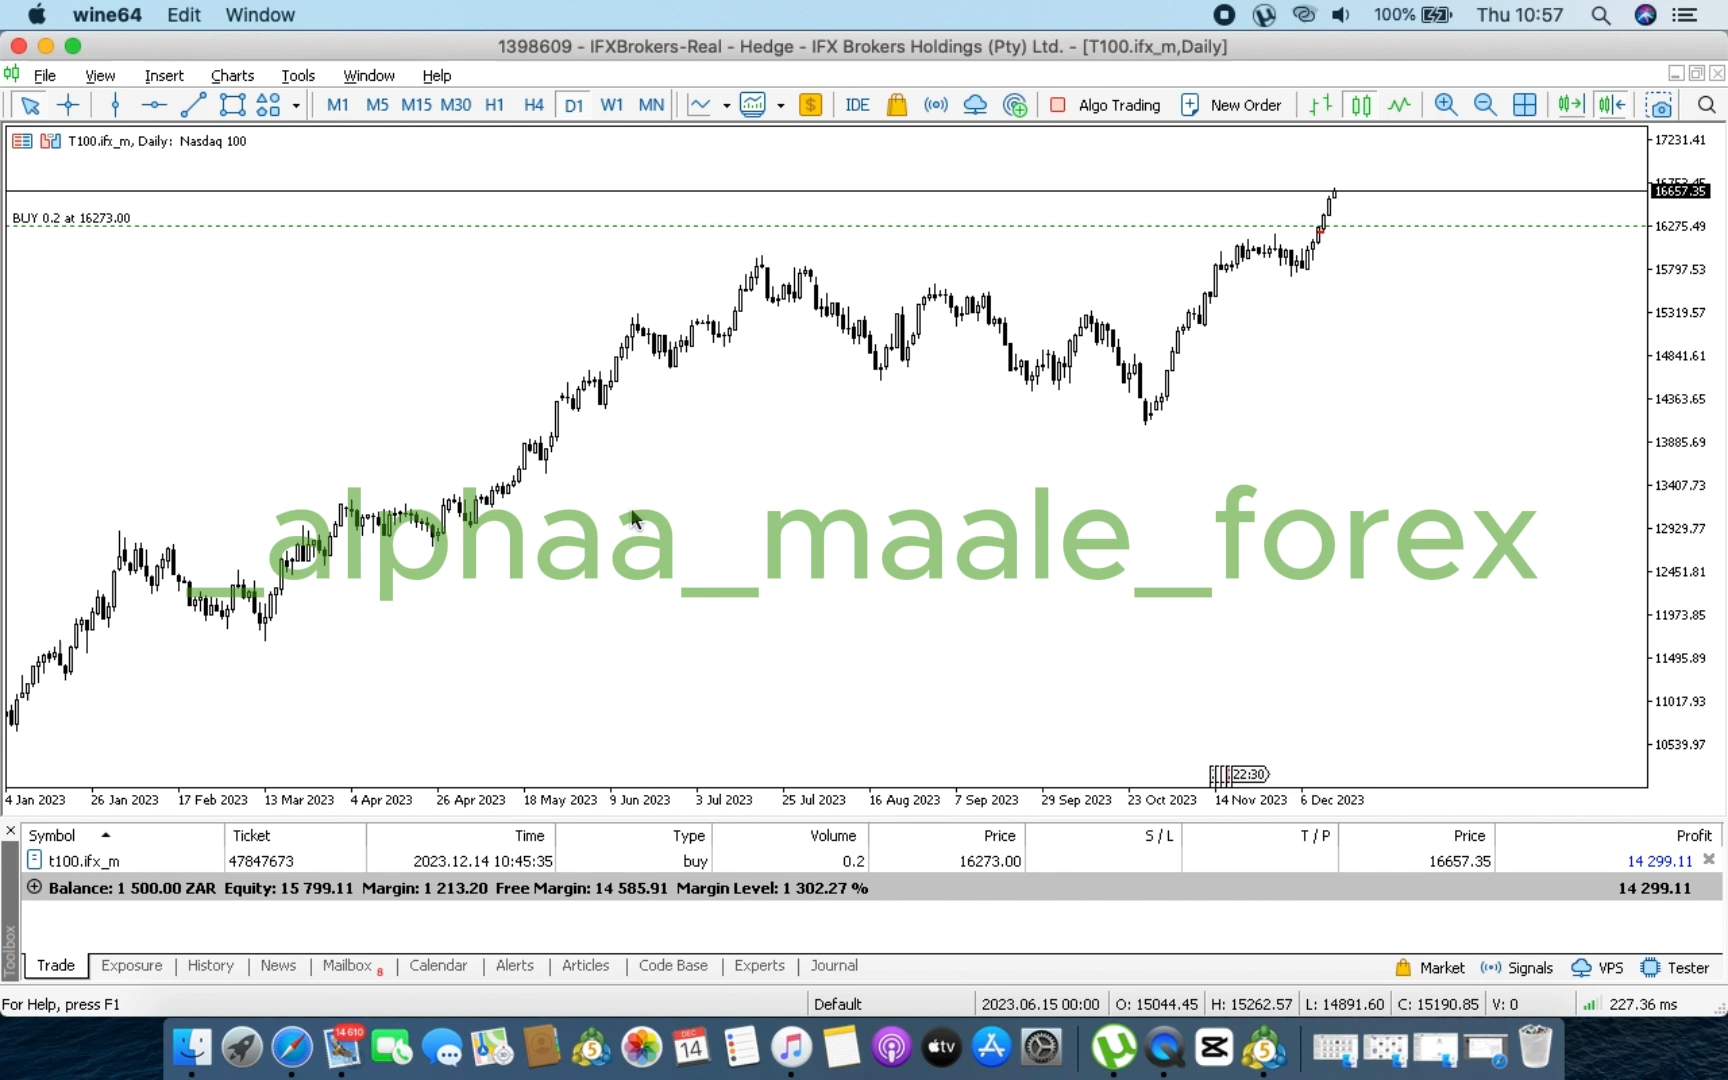 wine64 Edit Window 100% Thu 10:57
1398609 - IFXBrokers-Real - Hedge - IFX Brokers Holdings (Pty) Ltd. - [T100.ifx_m,Daily]
File View Insert Charts Tools Window Help
M1 M5 M15 M30 H1 H4 D1 W1 MN $ IDE Algo Trading New Order
T100.ifx_m, Daily: Nasdaq 100
17231.41
16657.35
BUY 0.2 at 16273.00
16275.49
15797.53
15319.57
14841.61
14363.65
13885.69
13407.73
_alphaa_maale_forex
12929.77
12451.81
11973.85
11495.89
11017.93
10539.97
22:30
4 Jan 2023 26 Jan 2023 17 Feb 2023 13 Mar 2023 4 Apr 2023 26 Apr 2023 18 May 2023 9 Jun 2023 3 Jul 2023 25 Jul 2023 16 Aug 2023 7 Sep 2023 29 Sep 2023 23 Oct 2023 14 Nov 2023 6 Dec 2023
Symbol Ticket Time Type Volume Price S / L T / P Price Profit
t100.ifx_m 47847673 2023.12.14 10:45:35 buy 0.2 16273.00 16657.35 14 299.11
Balance: 1 500.00 ZAR Equity: 15 799.11 Margin: 1 213.20 Free Margin: 14 585.91 Margin Level: 1 302.27 % 14 299.11
Toolbox
Trade Exposure History News Mailbox 8 Calendar Alerts Articles Code Base Experts Journal Market Signals VPS Tester
For Help, press F1 Default 2023.06.15 00:00 O: 15044.45 H: 15262.57 L: 14891.60 C: 15190.85 V: 0 227.36 ms
14 610
5
DEC
14
tv
5